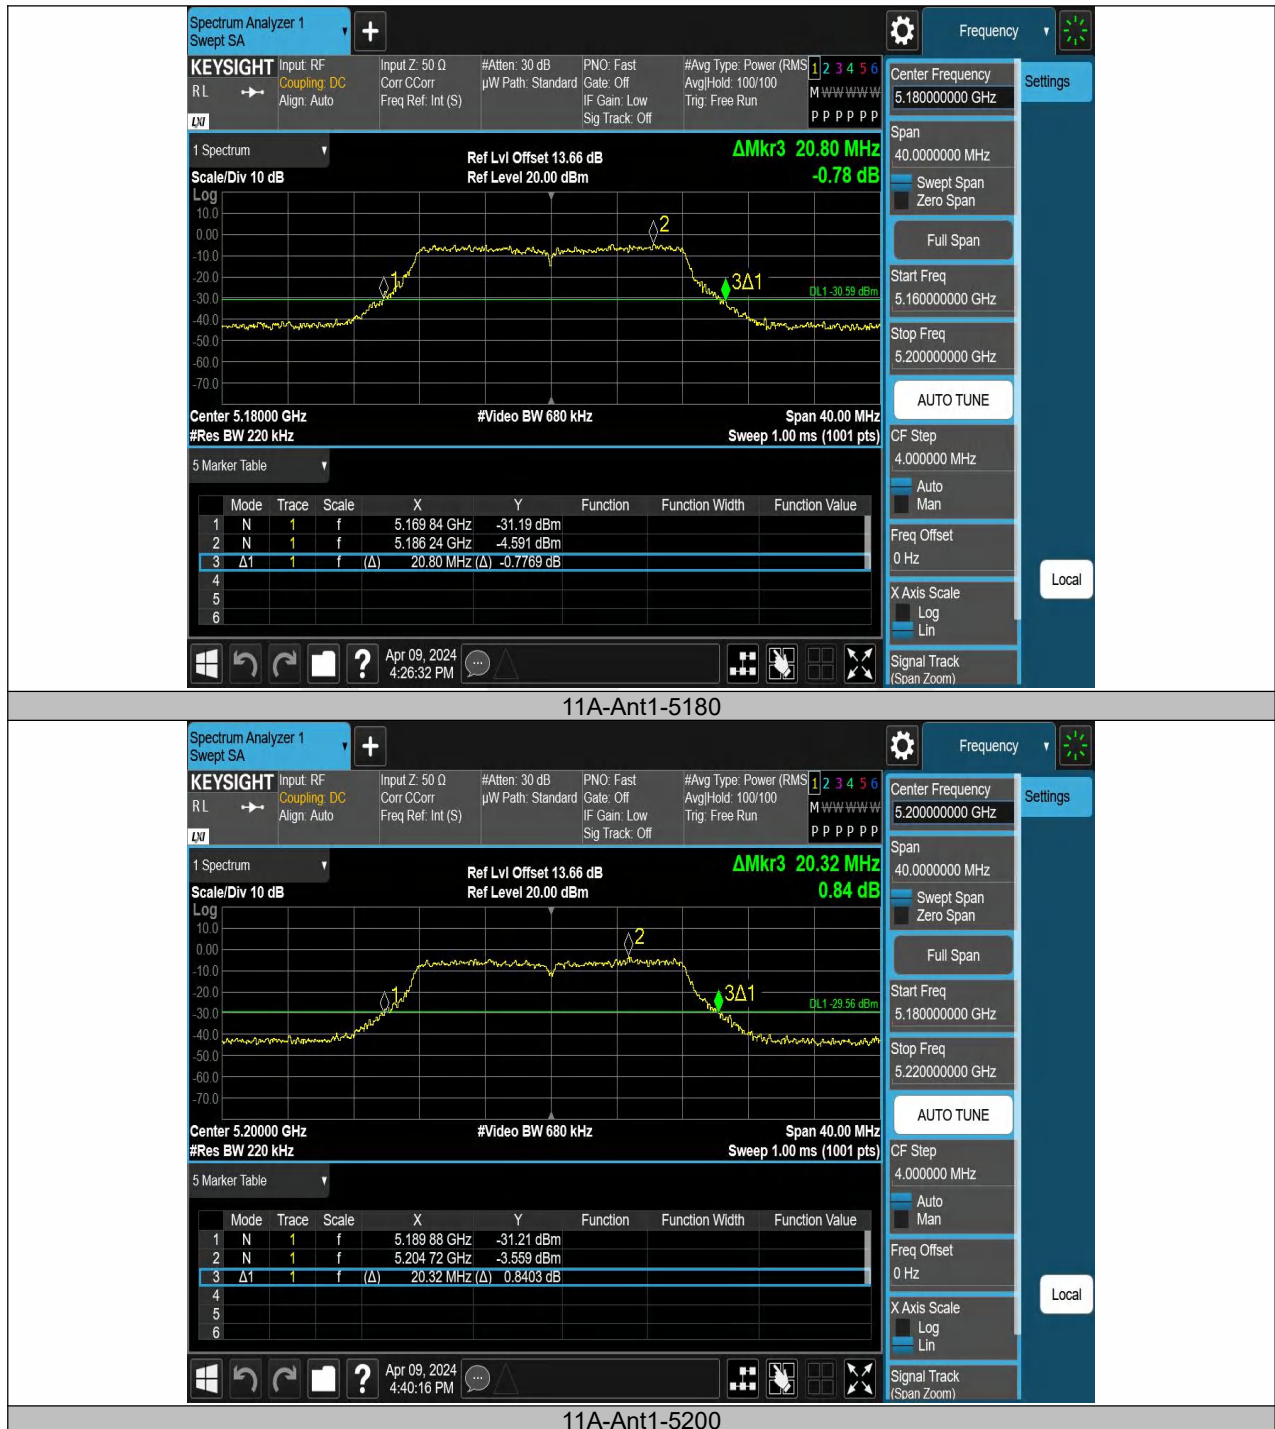 Spectrum Analyzer 1
Swept SA
+
Frequency
KEYSIGHT
RL
LXI
Input: RF
Coupling: DC
Align: Auto
Input Z: 50 Ω
Corr CCorr
Freq Ref: Int (S)
#Atten: 30 dB
µW Path: Standard
PNO: Fast
Gate: Off
IF Gain: Low
Sig Track: Off
#Avg Type: Power (RMS
Avg|Hold: 100/100
Trig: Free Run
1 2 3 4 5 6
M W W W W W
P P P P P P
Center Frequency
5.180000000 GHz
Settings
Span
40.0000000 MHz
Swept Span
Zero Span
Full Span
Start Freq
5.160000000 GHz
Stop Freq
5.200000000 GHz
AUTO TUNE
CF Step
4.000000 MHz
Auto
Man
Freq Offset
0 Hz
X Axis Scale
Log
Lin
Signal Track
(Span Zoom)
Local
1 Spectrum
Scale/Div 10 dB
Ref Lvl Offset 13.66 dB
Ref Level 20.00 dBm
ΔMkr3 20.80 MHz
-0.78 dB
Log
10.0
0.00
-10.0
-20.0
-30.0
-40.0
-50.0
-60.0
-70.0
1
2
3Δ1
DL1 -30.59 dBm
Center 5.18000 GHz
#Video BW 680 kHz
Span 40.00 MHz
#Res BW 220 kHz
Sweep 1.00 ms (1001 pts)
5 Marker Table
Mode Trace Scale X Y Function Function Width Function Value
1 N 1 f 5.169 84 GHz -31.19 dBm
2 N 1 f 5.186 24 GHz -4.591 dBm
3 Δ1 1 f (Δ) 20.80 MHz (Δ) -0.7769 dB
4
5
6
?
Apr 09, 2024
4:26:32 PM
11A-Ant1-5180
Spectrum Analyzer 1
Swept SA
+
Frequency
KEYSIGHT
RL
LXI
Input: RF
Coupling: DC
Align: Auto
Input Z: 50 Ω
Corr CCorr
Freq Ref: Int (S)
#Atten: 30 dB
µW Path: Standard
PNO: Fast
Gate: Off
IF Gain: Low
Sig Track: Off
#Avg Type: Power (RMS
Avg|Hold: 100/100
Trig: Free Run
1 2 3 4 5 6
M W W W W W
P P P P P P
Center Frequency
5.200000000 GHz
Settings
Span
40.0000000 MHz
Swept Span
Zero Span
Full Span
Start Freq
5.180000000 GHz
Stop Freq
5.220000000 GHz
AUTO TUNE
CF Step
4.000000 MHz
Auto
Man
Freq Offset
0 Hz
X Axis Scale
Log
Lin
Signal Track
(Span Zoom)
Local
1 Spectrum
Scale/Div 10 dB
Ref Lvl Offset 13.66 dB
Ref Level 20.00 dBm
ΔMkr3 20.32 MHz
0.84 dB
Log
10.0
0.00
-10.0
-20.0
-30.0
-40.0
-50.0
-60.0
-70.0
1
2
3Δ1
DL1 -29.56 dBm
Center 5.20000 GHz
#Video BW 680 kHz
Span 40.00 MHz
#Res BW 220 kHz
Sweep 1.00 ms (1001 pts)
5 Marker Table
Mode Trace Scale X Y Function Function Width Function Value
1 N 1 f 5.189 88 GHz -31.21 dBm
2 N 1 f 5.204 72 GHz -3.559 dBm
3 Δ1 1 f (Δ) 20.32 MHz (Δ) 0.8403 dB
4
5
6
?
Apr 09, 2024
4:40:16 PM
11A-Ant1-5200